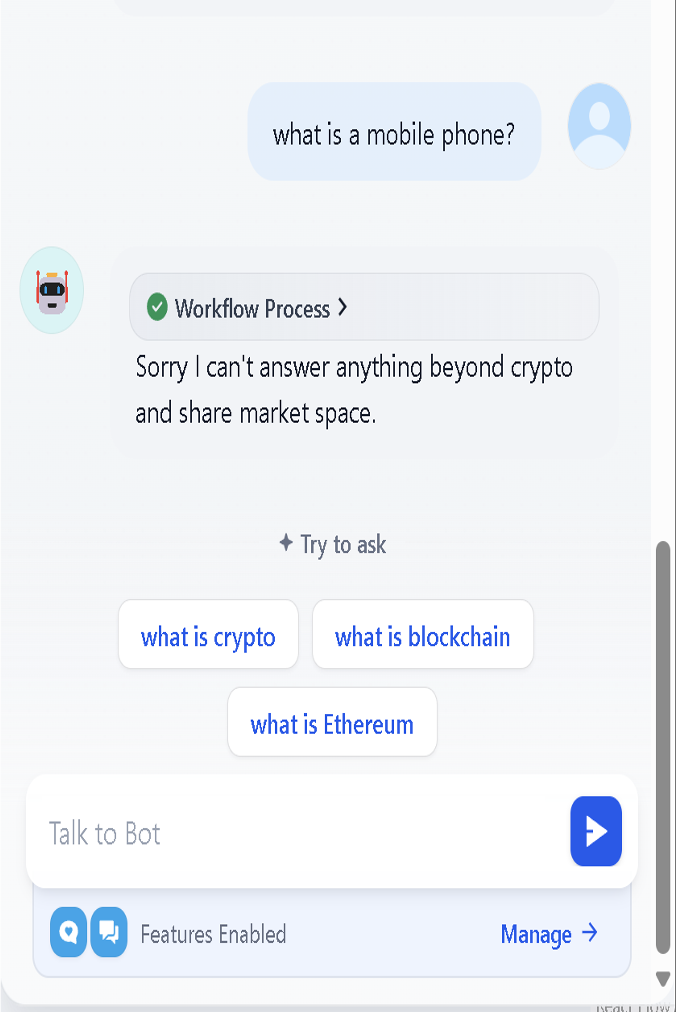 what is a mobile phone?
Workflow Process
Sorry I can't answer anything beyond crypto
and share market space.
Try to ask
what is crypto
what is blockchain
what is Ethereum
Talk to Bot
Features Enabled
Manage
React Flow